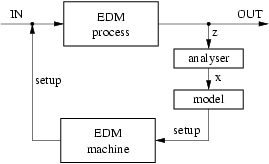 IN
EDM
process
OUT
z
analyser
x
model
setup
setup
EDM
machine